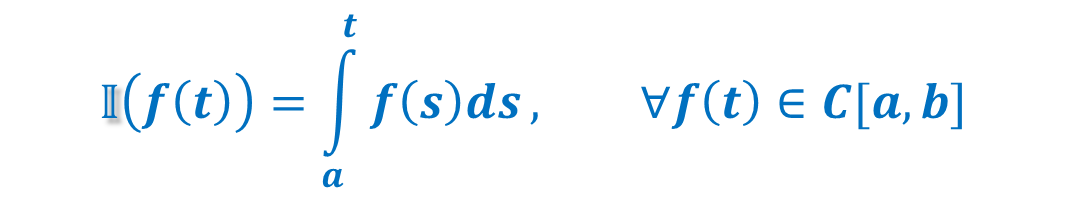 𝕀(f(t)) = ∫ₐᵗ f(s)ds , ∀f(t) ∈ C[a, b]